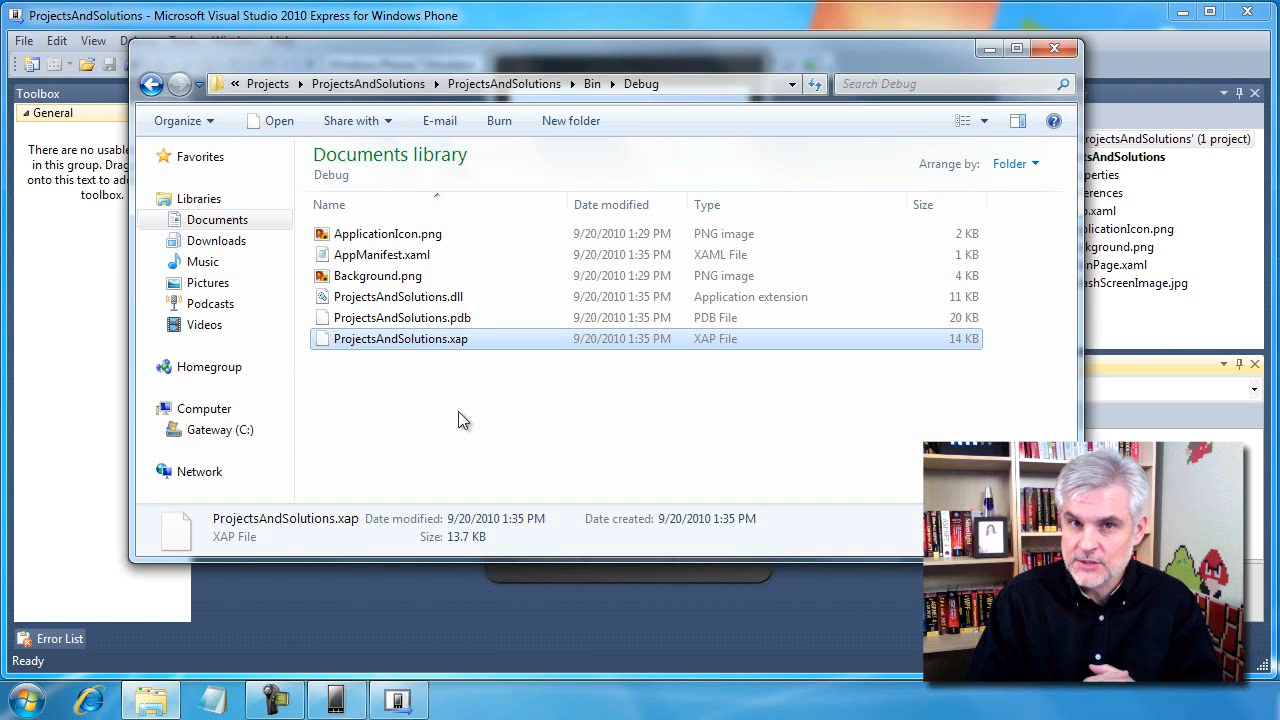 ProjectsAndSolutions - Microsoft Visual Studio 2010 Express for Windows Phone
File Edit View
Toolbox
General
There are no usable
in this group. Drag
onto this text to add
toolbox.
Projects ProjectsAndSolutions ProjectsAndSolutions Bin Debug
Search Debug
Organize Open Share with E-mail Burn New folder
Favorites
Libraries
Documents
Downloads
Music
Pictures
Podcasts
Videos
Homegroup
Computer
Gateway (C:)
Network
Documents library
Debug
Arrange by: Folder
Name Date modified Type Size
ApplicationIcon.png 9/20/2010 1:29 PM PNG image 2 KB
AppManifest.xaml 9/20/2010 1:35 PM XAML File 1 KB
Background.png 9/20/2010 1:29 PM PNG image 4 KB
ProjectsAndSolutions.dll 9/20/2010 1:35 PM Application extension 11 KB
ProjectsAndSolutions.pdb 9/20/2010 1:35 PM PDB File 20 KB
ProjectsAndSolutions.xap 9/20/2010 1:35 PM XAP File 14 KB
ProjectsAndSolutions.xap Date modified: 9/20/2010 1:35 PM Date created: 9/20/2010 1:35 PM
XAP File Size: 13.7 KB
rojectsAndSolutions' (1 project)
tsAndSolutions
perties
erences
p.xaml
plicationIcon.png
kground.png
nPage.xaml
ashScreenImage.jpg
Error List
Ready